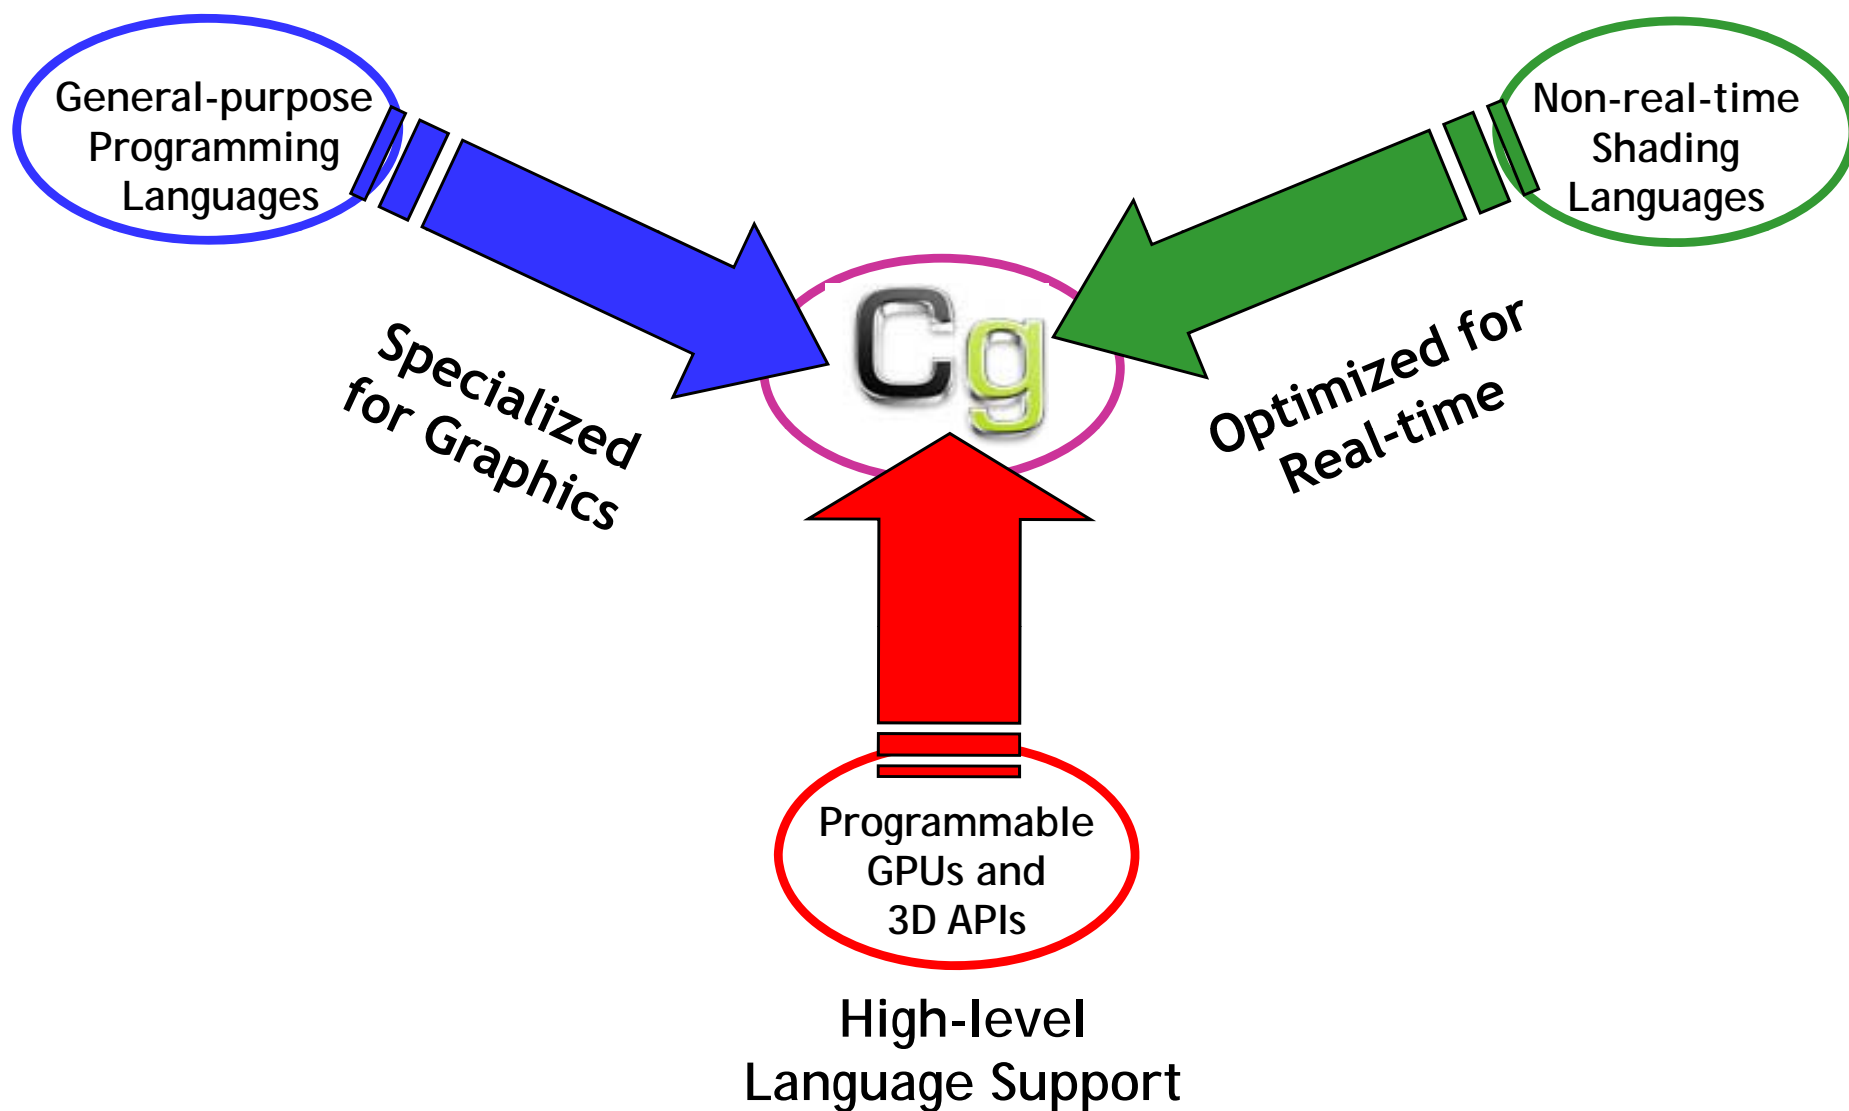 General-purpose
Programming
Languages
Non-real-time
Shading
Languages
Cg
Specialized
for Graphics
Optimized for
Real-time
Programmable
GPUs and
3D APIs
High-level
Language Support